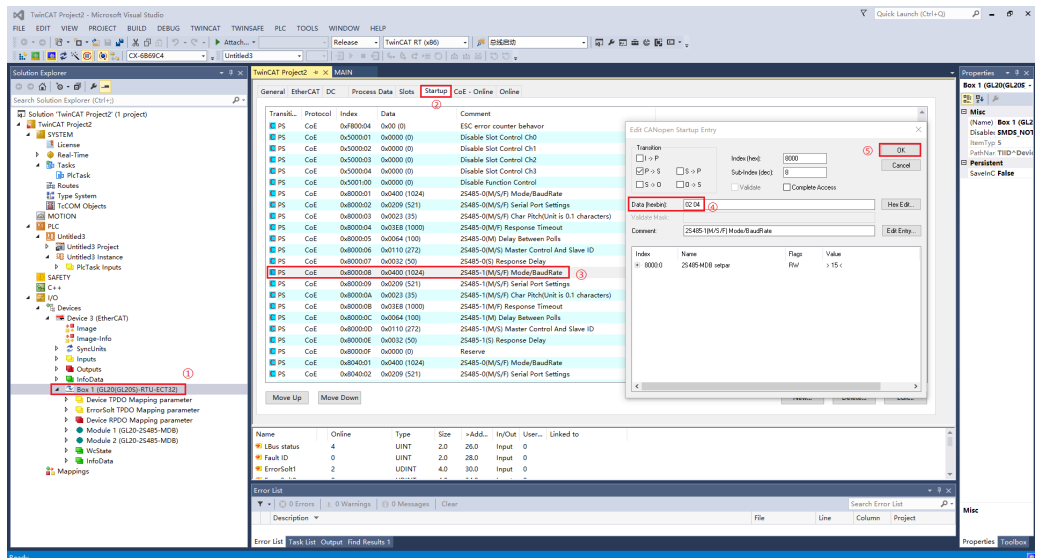 TwinCAT Project2 - Microsoft Visual Studio
Quick Launch (Ctrl+Q)
FILE EDIT VIEW PROJECT BUILD DEBUG TWINCAT TWINSAFE PLC TOOLS WINDOW HELP
Attach...
Release
TwinCAT RT (x86)
总线启动
CX-6B69C4
Untitled3
Solution Explorer
Search Solution Explorer (Ctrl+;)
Solution 'TwinCAT Project2' (1 project)
TwinCAT Project2
SYSTEM
License
Real-Time
Tasks
PlcTask
Routes
Type System
TcCOM Objects
MOTION
PLC
Untitled3
Untitled3 Project
Untitled3 Instance
PlcTask Inputs
SAFETY
C++
I/O
Devices
Device 3 (EtherCAT)
Image
Image-Info
SyncUnits
Inputs
Outputs
InfoData
①
Box 1 (GL20(GL20S)-RTU-ECT32)
Device TPDO Mapping parameter
ErrorSolt TPDO Mapping parameter
Device RPDO Mapping parameter
Module 1 (GL20-2S485-MDB)
Module 2 (GL20-2S485-MDB)
WcState
InfoData
Mappings
TwinCAT Project2 MAIN
General EtherCAT DC Process Data Slots Startup CoE - Online Online
②
Transiti... Protocol Index Data Comment
PS CoE 0xF800:04 0x00 (0) ESC error counter behavor
PS CoE 0x5000:01 0x0000 (0) Disable Slot Control Ch0
PS CoE 0x5000:02 0x0000 (0) Disable Slot Control Ch1
PS CoE 0x5000:03 0x0000 (0) Disable Slot Control Ch2
PS CoE 0x5000:04 0x0000 (0) Disable Slot Control Ch3
PS CoE 0x5001:00 0x0000 (0) Disable Function Control
PS CoE 0x8000:01 0x0400 (1024) 2S485-0(M/S/F) Mode/BaudRate
PS CoE 0x8000:02 0x0209 (521) 2S485-0(M/S/F) Serial Port Settings
PS CoE 0x8000:03 0x0023 (35) 2S485-0(M/S/F) Char Pitch(Unit is 0.1 characters)
PS CoE 0x8000:04 0x03E8 (1000) 2S485-0(M/F) Response Timeout
PS CoE 0x8000:05 0x0064 (100) 2S485-0(M) Delay Between Polls
PS CoE 0x8000:06 0x0110 (272) 2S485-0(M/S) Master Control And Slave ID
PS CoE 0x8000:07 0x0032 (50) 2S485-0(S) Response Delay
PS CoE 0x8000:08 0x0400 (1024) 2S485-1(M/S/F) Mode/BaudRate ③
PS CoE 0x8000:09 0x0209 (521) 2S485-1(M/S/F) Serial Port Settings
PS CoE 0x8000:0A 0x0023 (35) 2S485-1(M/S/F) Char Pitch(Unit is 0.1 characters)
PS CoE 0x8000:0B 0x03E8 (1000) 2S485-1(M/F) Response Timeout
PS CoE 0x8000:0C 0x0064 (100) 2S485-1(M) Delay Between Polls
PS CoE 0x8000:0D 0x0110 (272) 2S485-1(M/S) Master Control And Slave ID
PS CoE 0x8000:0E 0x0032 (50) 2S485-1(S) Response Delay
PS CoE 0x8000:0F 0x0000 (0) Reserve
PS CoE 0x8040:01 0x0400 (1024) 2S485-0(M/S/F) Mode/BaudRate
PS CoE 0x8040:02 0x0209 (521) 2S485-0(M/S/F) Serial Port Settings
Move Up Move Down
Edit CANopen Startup Entry
Transition
I -> P
P -> S S -> P
S -> O O -> S
Index (hex): 8000
Sub-Index (dec): 8
Validate Complete Access
⑤ OK
Cancel
Data (hexbin): 02 04 ④ Hex Edit...
Validate Mask:
Comment: 2S485-1(M/S/F) Mode/BaudRate Edit Entry...
Index Name Flags Value
8000:0 2S485-MDB setpar RW > 15 <
Name Online Type Size >Add... In/Out User... Linked to
LBus status 4 UINT 2.0 26.0 Input 0
Fault ID 0 UINT 2.0 28.0 Input 0
ErrorSolt1 2 UDINT 4.0 30.0 Input 0
Error List
0 Errors 0 Warnings 0 Messages Clear
Search Error List
Description File Line Column Project
Error List Task List Output Find Results 1
Properties
Box 1 (GL20(GL20S)-
Misc
(Name) Box 1 (GL2
Disabled SMDS_NOT
ItemTyp 5
PathNar TIID^Devi
Persistent
SaveInC False
Misc
Properties Toolbox
Ready